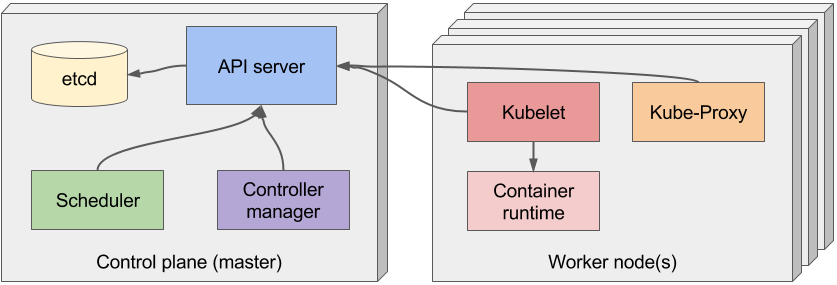 etcd
API server
Scheduler
Controller
manager
Control plane (master)
Kubelet
Kube-Proxy
Container
runtime
Worker node(s)